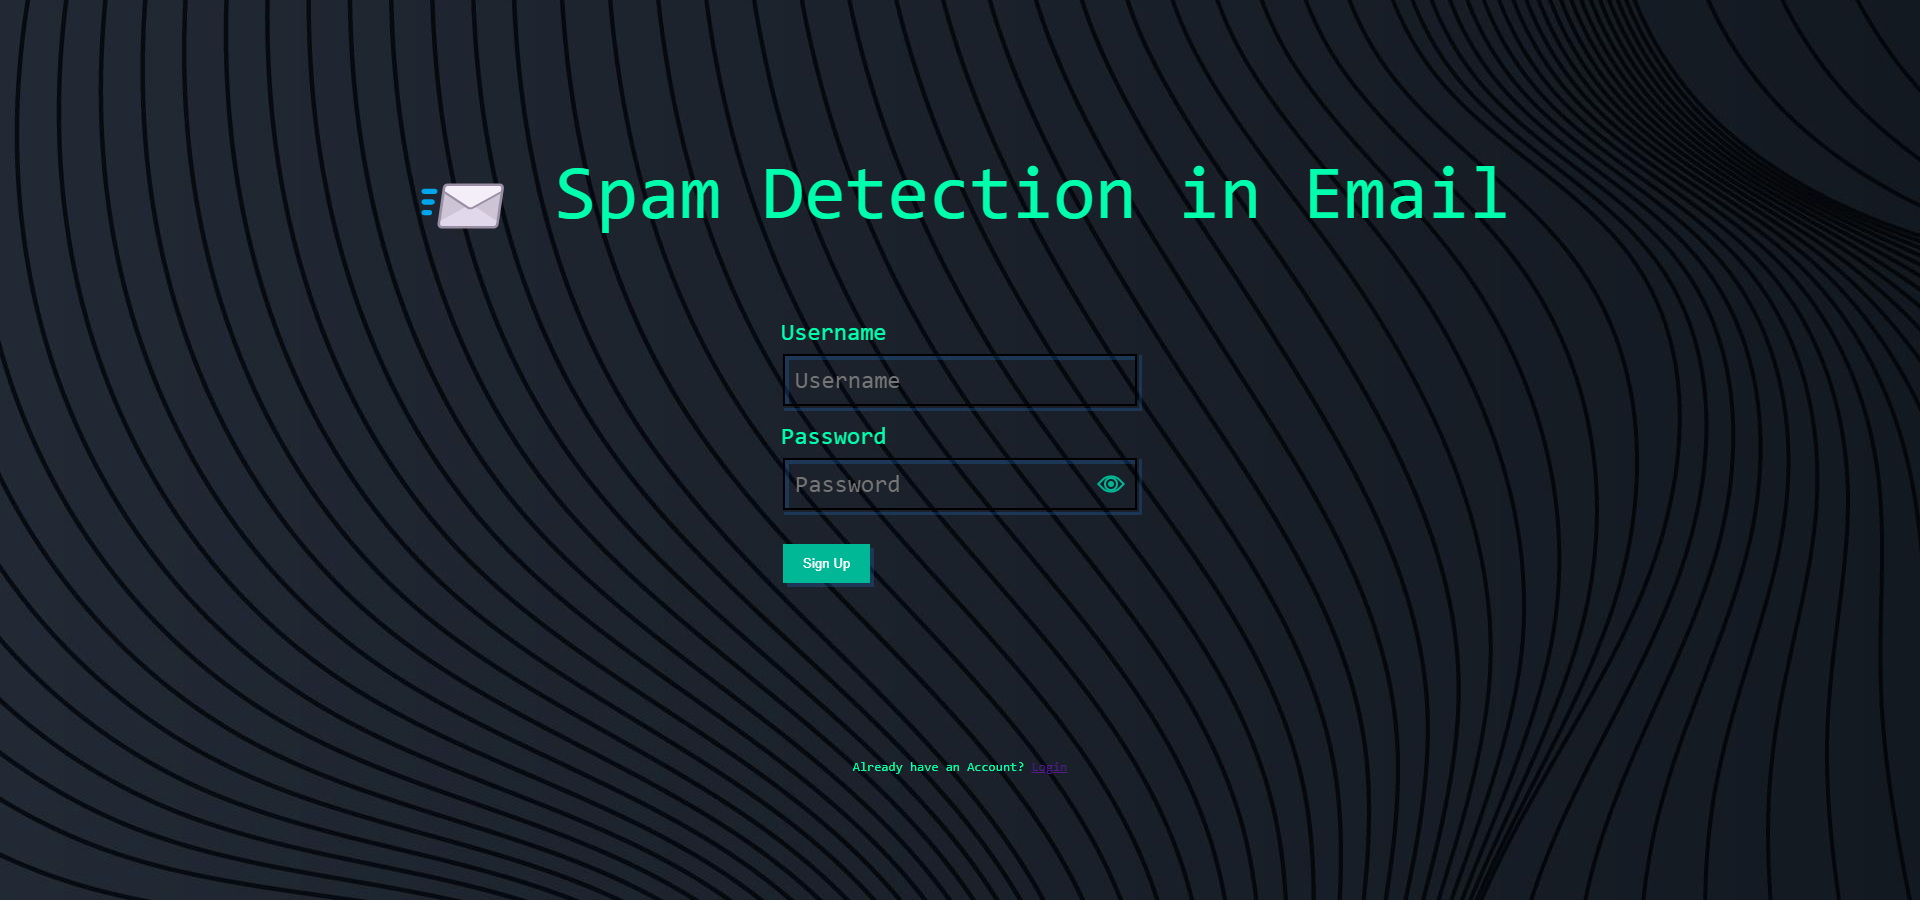 Spam Detection in Email
Username
Username
Password
Password
Sign Up
Already have an Account? Login